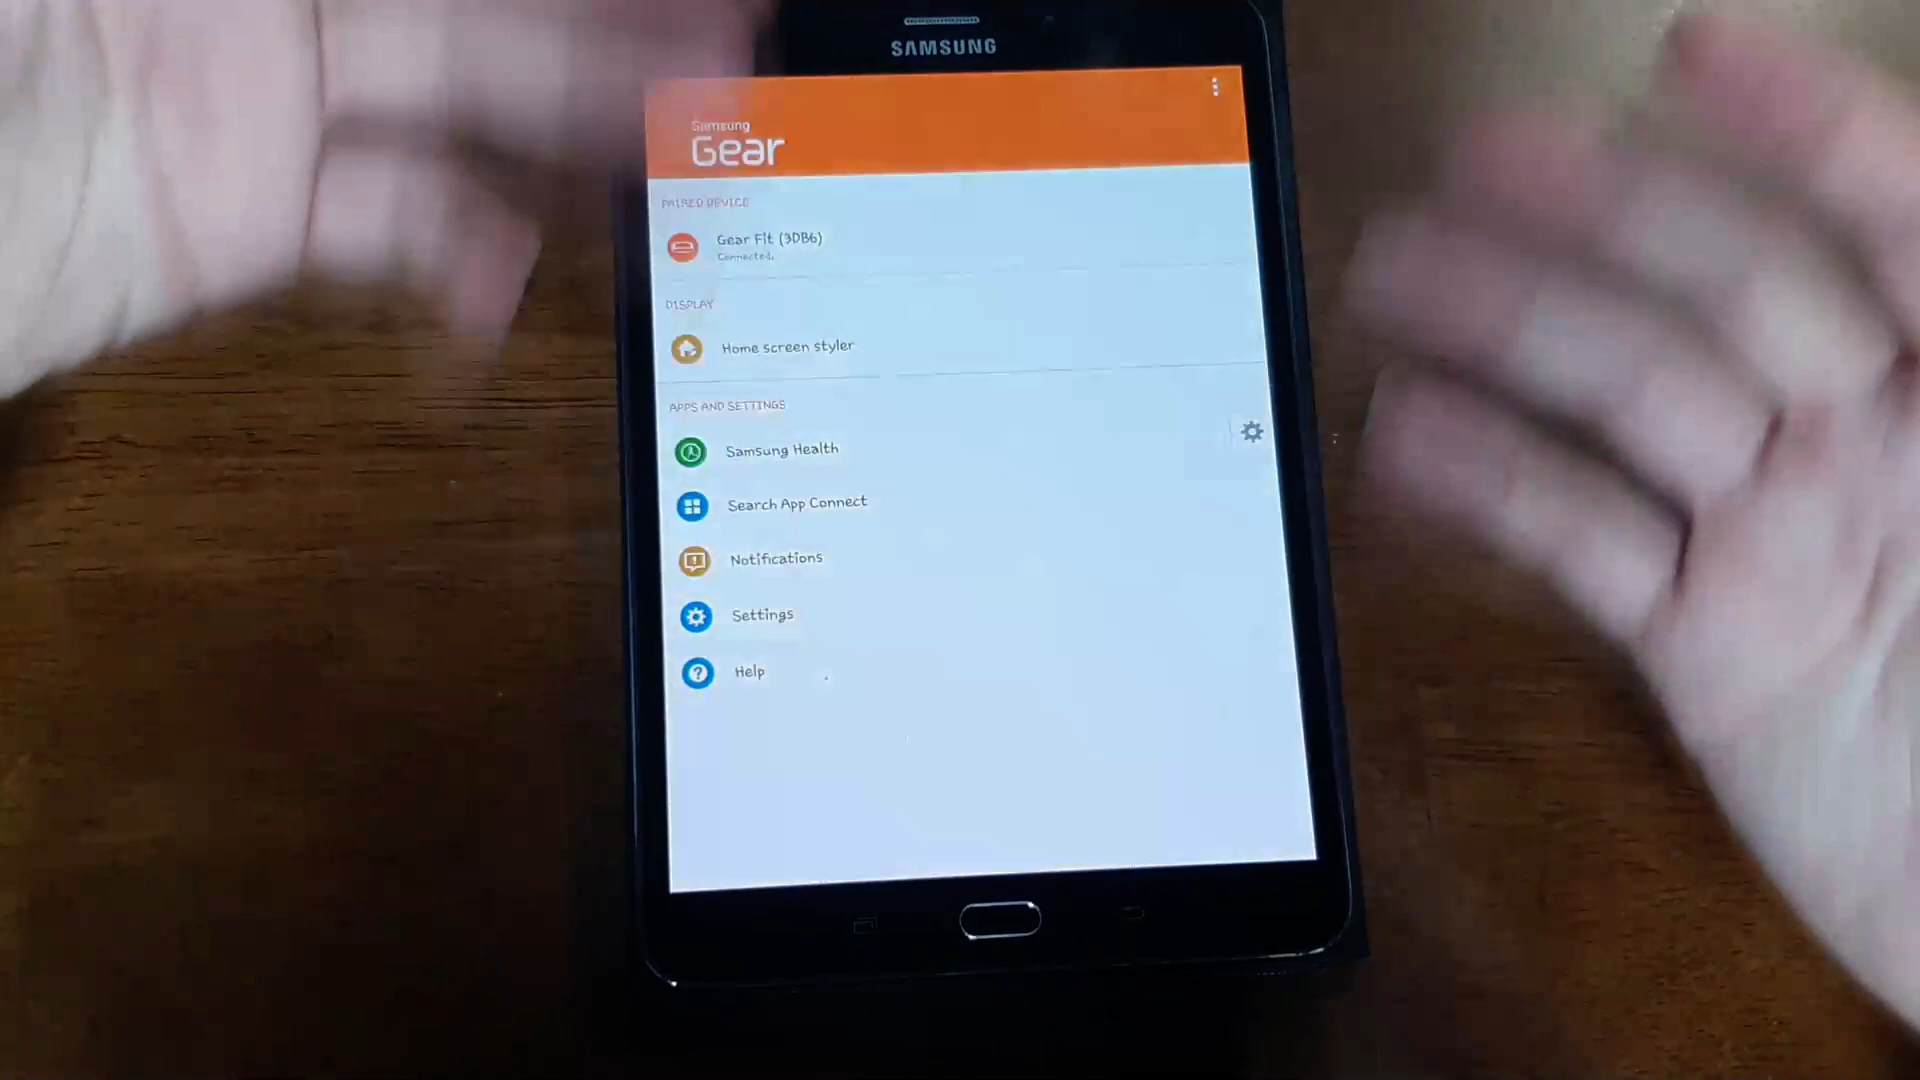 SAMSUNG
Samsung
Gear
PAIRED DEVICE
Gear Fit (3DB6)
Connected.
DISPLAY
Home screen styler
APPS AND SETTINGS
Samsung Health
Search App Connect
Notifications
Settings
Help